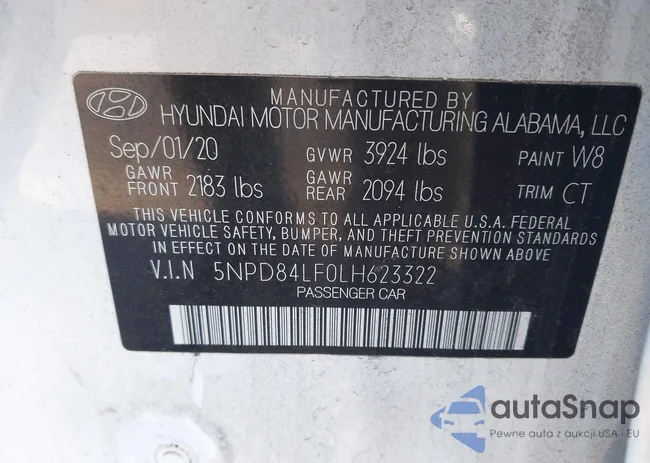 MANUFACTURED BY
HYUNDAI MOTOR MANUFACTURING ALABAMA, LLC
Sep/01/20 GVWR 3924 lbs PAINT W8
GAWR FRONT 2183 lbs GAWR REAR 2094 lbs TRIM CT
THIS VEHICLE CONFORMS TO ALL APPLICABLE U.S.A. FEDERAL
MOTOR VEHICLE SAFETY, BUMPER, AND THEFT PREVENTION STANDARDS
IN EFFECT ON THE DATE OF MANUFACTURE SHOWN ABOVE.
V.I.N 5NPD84LF0LH623322
PASSENGER CAR
autaSnap
Pewne auta z aukcji USA i EU